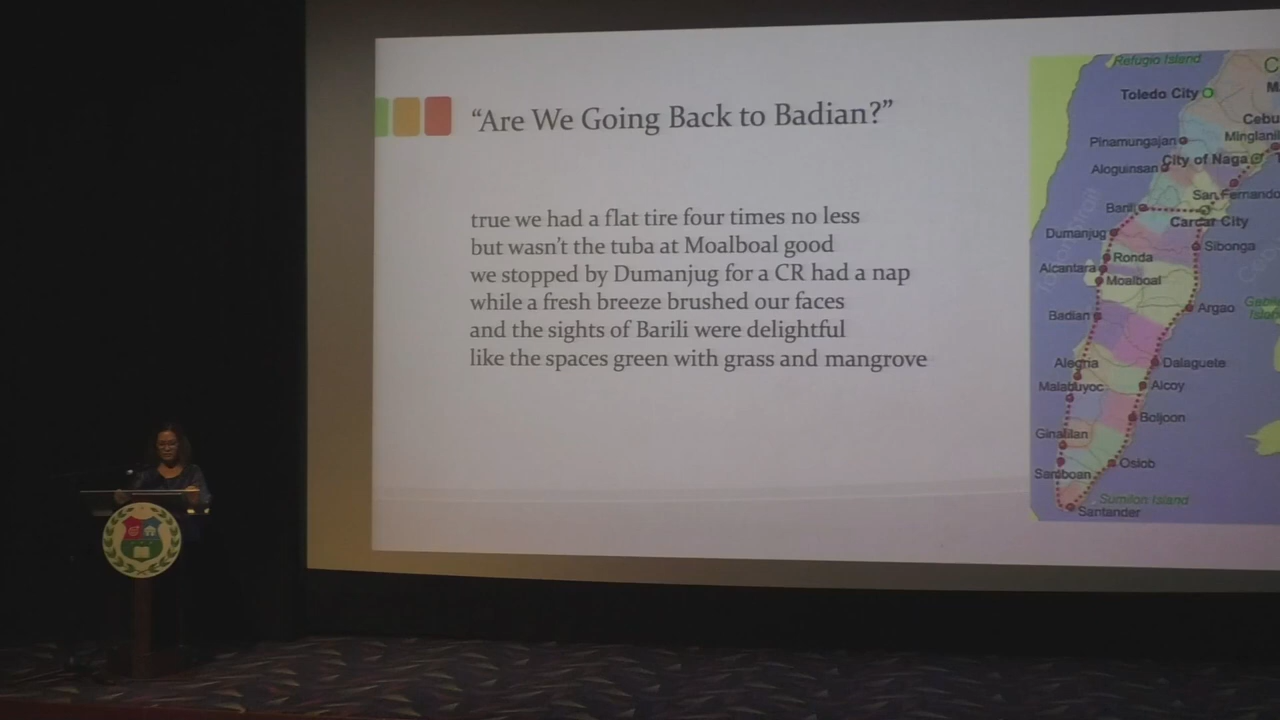 “Are We Going Back to Badian?”
true we had a flat tire four times no less
but wasn’t the tuba at Moalboal good
we stopped by Dumanjug for a CR had a nap
while a fresh breeze brushed our faces
and the sights of Barili were delightful
like the spaces green with grass and mangrove
Refugio Island
Toledo City
Pinamungajan
Minglani
City of Naga
Aloguinsan
San Fernando
Barili
Carcar City
Dumanjug
Sibonga
Ronda
Alcantara
Moalboal
Argao
Badian
Alegria
Dalaguete
Malabuyoc
Alcoy
Boljoon
Ginatilan
Oslob
Samboan
Sumilon Island
Santander